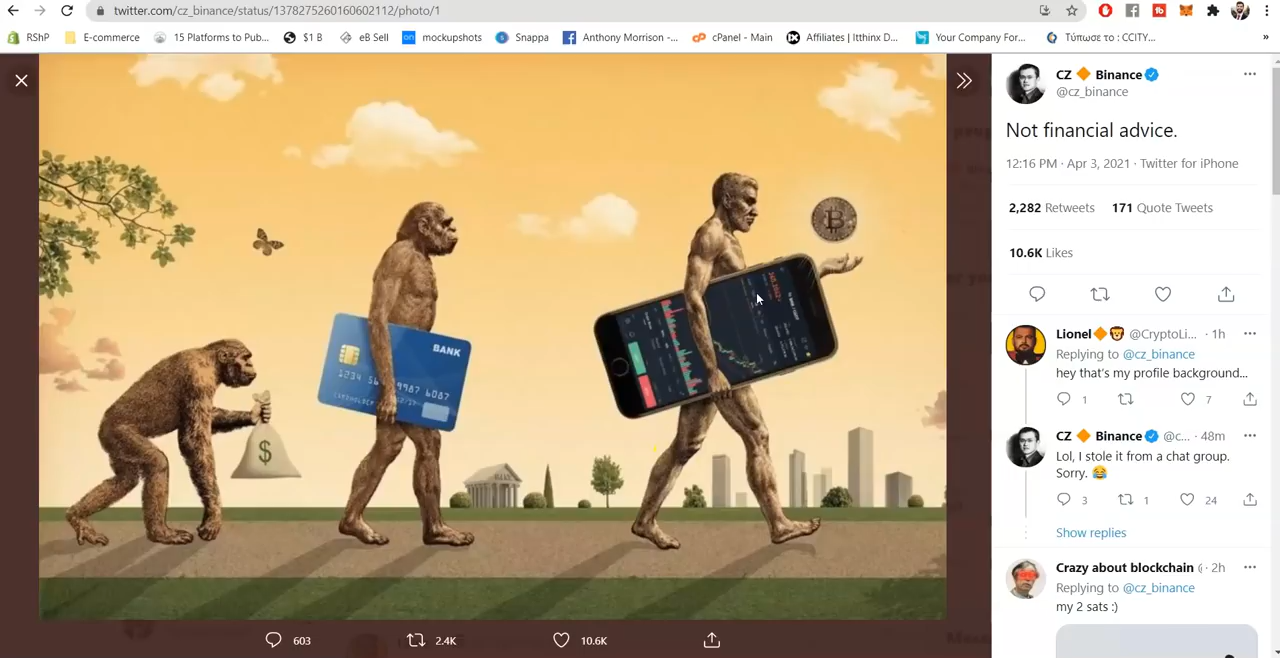 twitter.com/cz_binance/status/1378275260160602112/photo/1
RShP
E-commerce
15 Platforms to Pub...
$1 B
eB Sell
mockupshots
Snappa
Anthony Morrison -...
cPanel - Main
Affiliates | Itthinx D...
Your Company For...
Τύπωσε το : CCITY...
»
BANK
$
CZ 🔶 Binance
@cz_binance
Not financial advice.
12:16 PM · Apr 3, 2021 · Twitter for iPhone
2,282 Retweets 171 Quote Tweets
10.6K Likes
Lionel🔶🦁 @CryptoLi... · 1h
Replying to @cz_binance
hey that's my profile background...
1
7
CZ 🔶 Binance @c... · 48m
Lol, I stole it from a chat group.
Sorry. 😂
3
1
24
Show replies
Crazy about blockchain ( · 2h
Replying to @cz_binance
my 2 sats :)
603
2.4K
10.6K